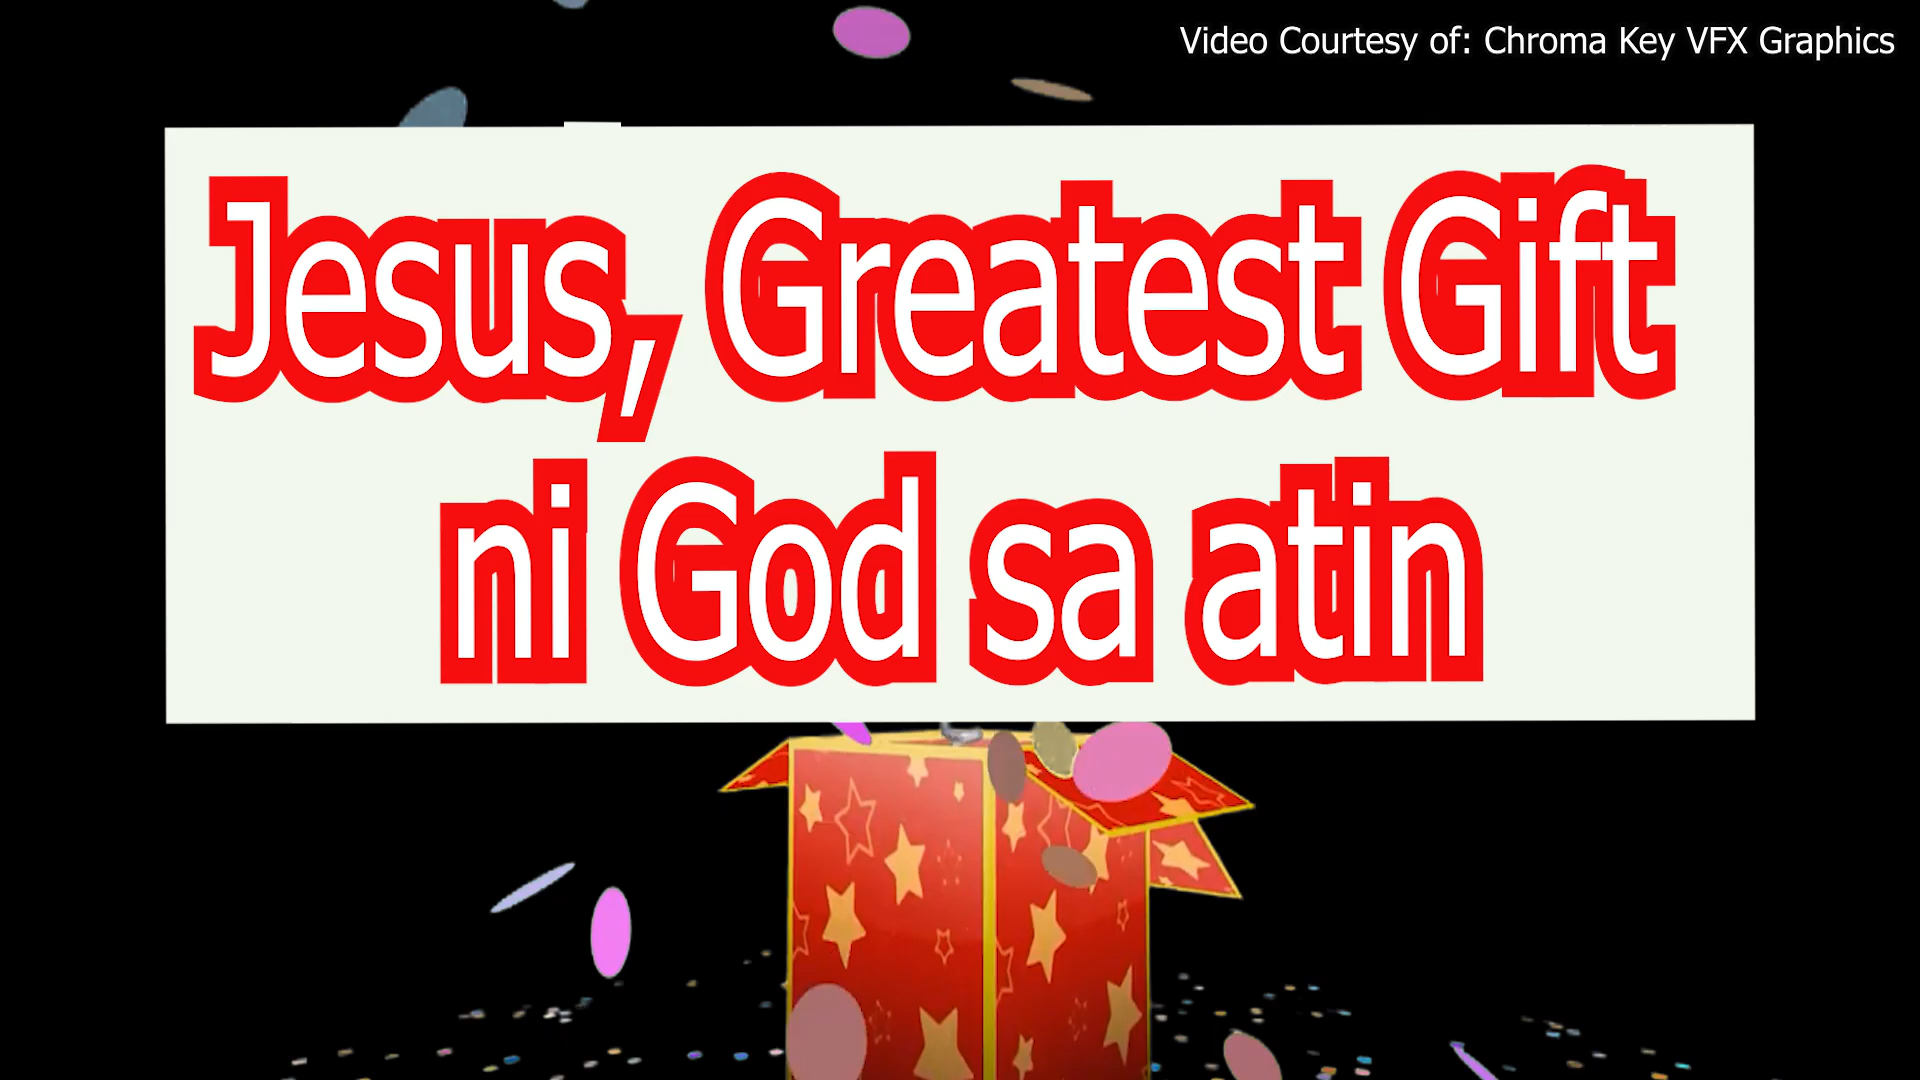 Video Courtesy of: Chroma Key VFX Graphics
Jesus, Greatest Gift
ni God sa atin